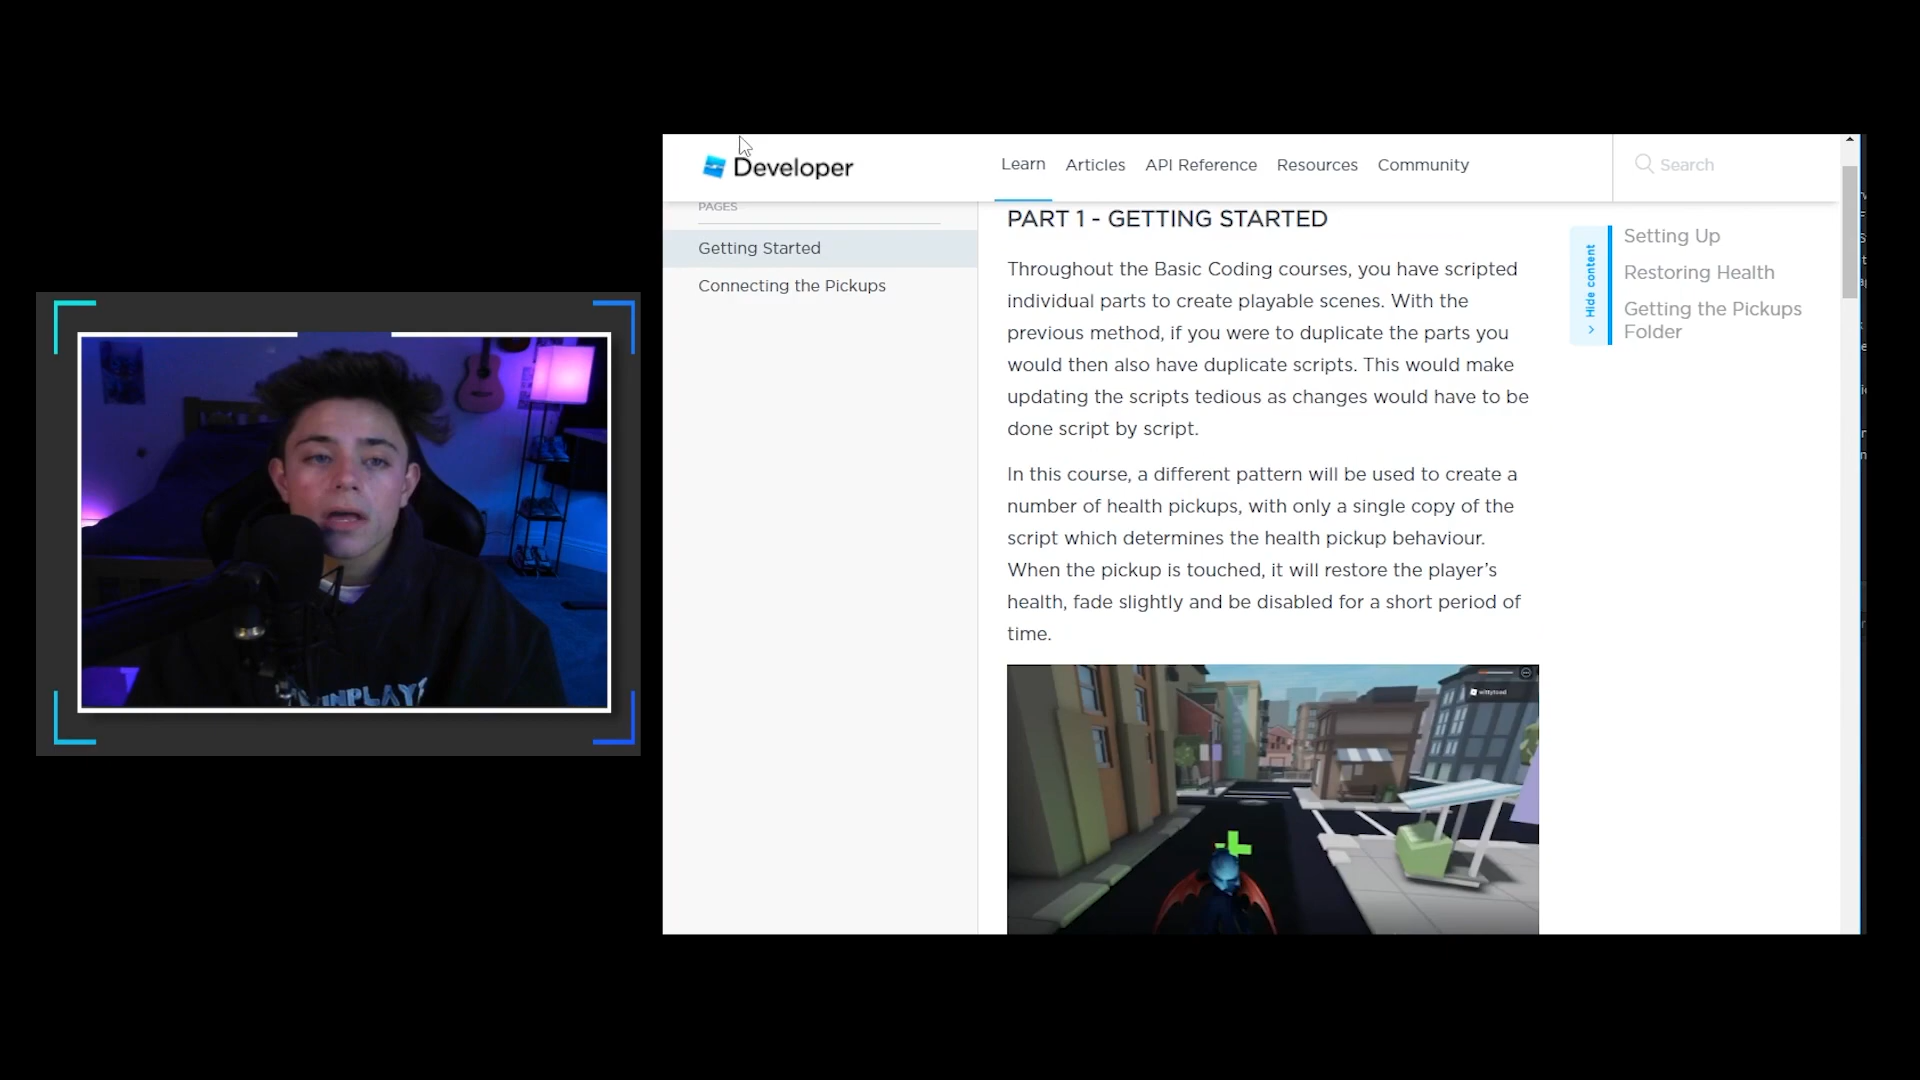 Developer
Learn
Articles
API Reference
Resources
Community
Search
PAGES
Getting Started
Connecting the Pickups
PART 1 - GETTING STARTED
Throughout the Basic Coding courses, you have scripted
individual parts to create playable scenes. With the
previous method, if you were to duplicate the parts you
would then also have duplicate scripts. This would make
updating the scripts tedious as changes would have to be
done script by script.
In this course, a different pattern will be used to create a
number of health pickups, with only a single copy of the
script which determines the health pickup behaviour.
When the pickup is touched, it will restore the player’s
health, fade slightly and be disabled for a short period of
time.
wittytoad
Hide content
Setting Up
Restoring Health
Getting the Pickups
Folder